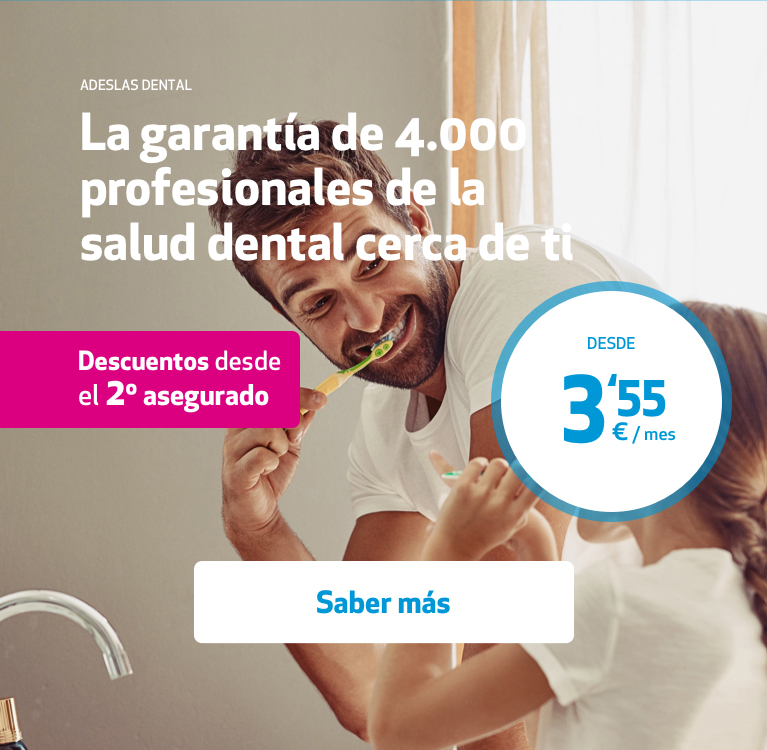 ADESLAS DENTAL
La garantía de 4.000
profesionales de la
salud dental cerca de ti
Descuentos desde
el 2º asegurado
DESDE
3‘55
€ / mes
Saber más